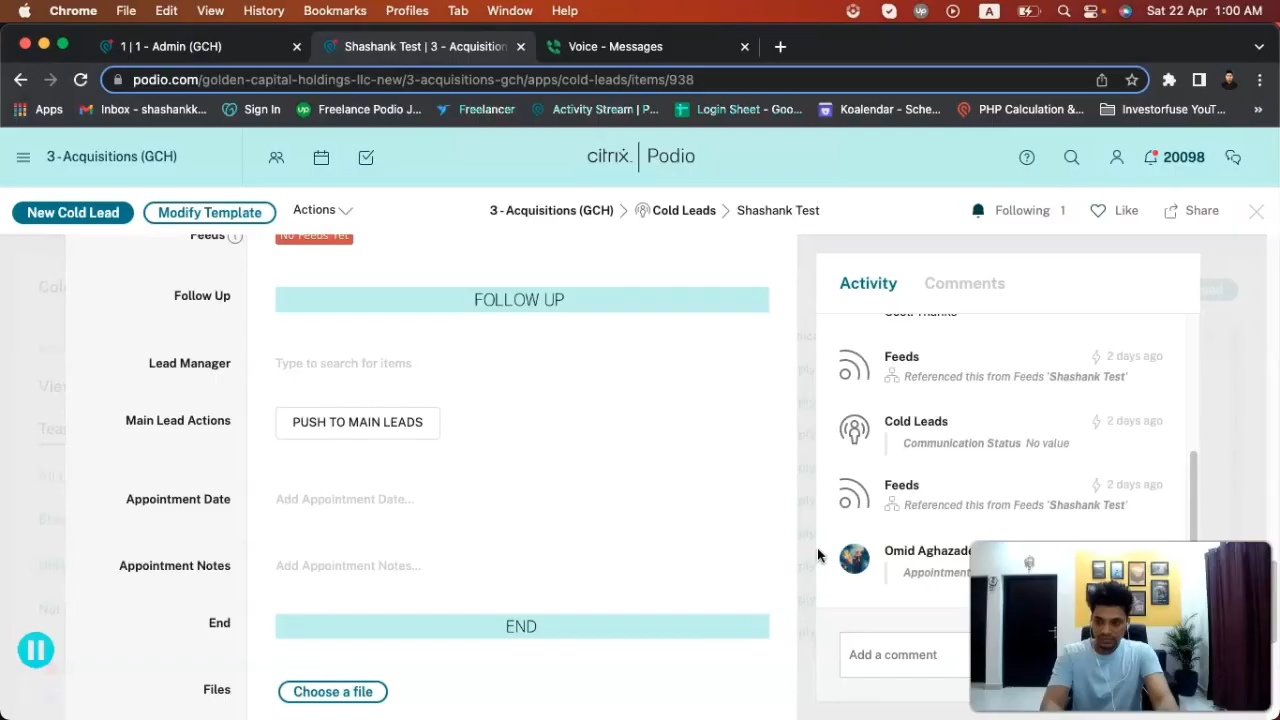 Chrome File Edit View History Bookmarks Profiles Tab Window Help
A
Sat 22 Apr 1:00 AM
1 | 1 - Admin (GCH)
Shashank Test | 3 - Acquisition
Voice - Messages
podio.com/golden-capital-holdings-llc-new/3-acquisitions-gch/apps/cold-leads/items/938
Apps
Inbox - shashankk...
Sign In
up Freelance Podio J...
Freelancer
Activity Stream | P...
Login Sheet - Goo...
Koalendar - Sche...
PHP Calculation &...
Investorfuse YouT...
»
3 - Acquisitions (GCH)
citrix | Podio
20098
New Cold Lead
Modify Template
Actions
3 - Acquisitions (GCH)
Cold Leads
Shashank Test
Following 1
Like
Share
Feeds
No Feeds Yet
Follow Up
FOLLOW UP
Lead Manager
Type to search for items
Main Lead Actions
PUSH TO MAIN LEADS
Appointment Date
Add Appointment Date...
Appointment Notes
Add Appointment Notes...
End
END
Files
Choose a file
Activity
Comments
Feeds
2 days ago
Referenced this from Feeds 'Shashank Test'
Cold Leads
2 days ago
Communication Status No value
Feeds
2 days ago
Referenced this from Feeds 'Shashank Test'
Omid Aghazade
Appointment
Add a comment